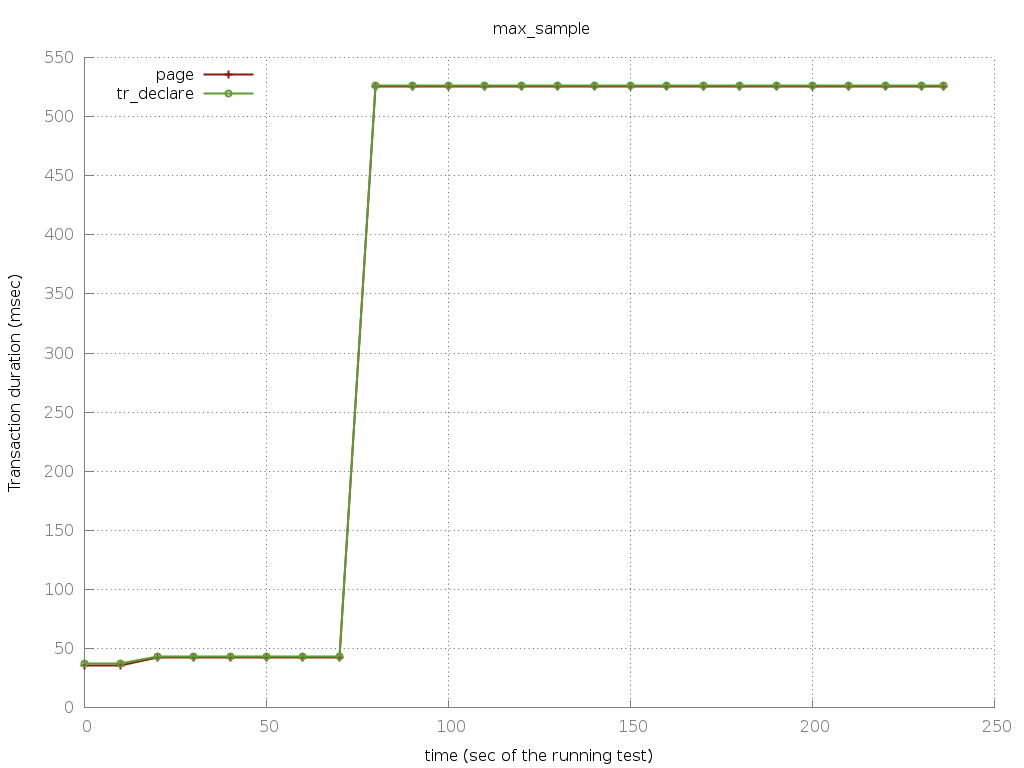 max_sample
page
tr_declare
550
500
450
400
350
300
250
200
150
100
50
0
Transaction duration (msec)
0 50 100 150 200 250
time (sec of the running test)